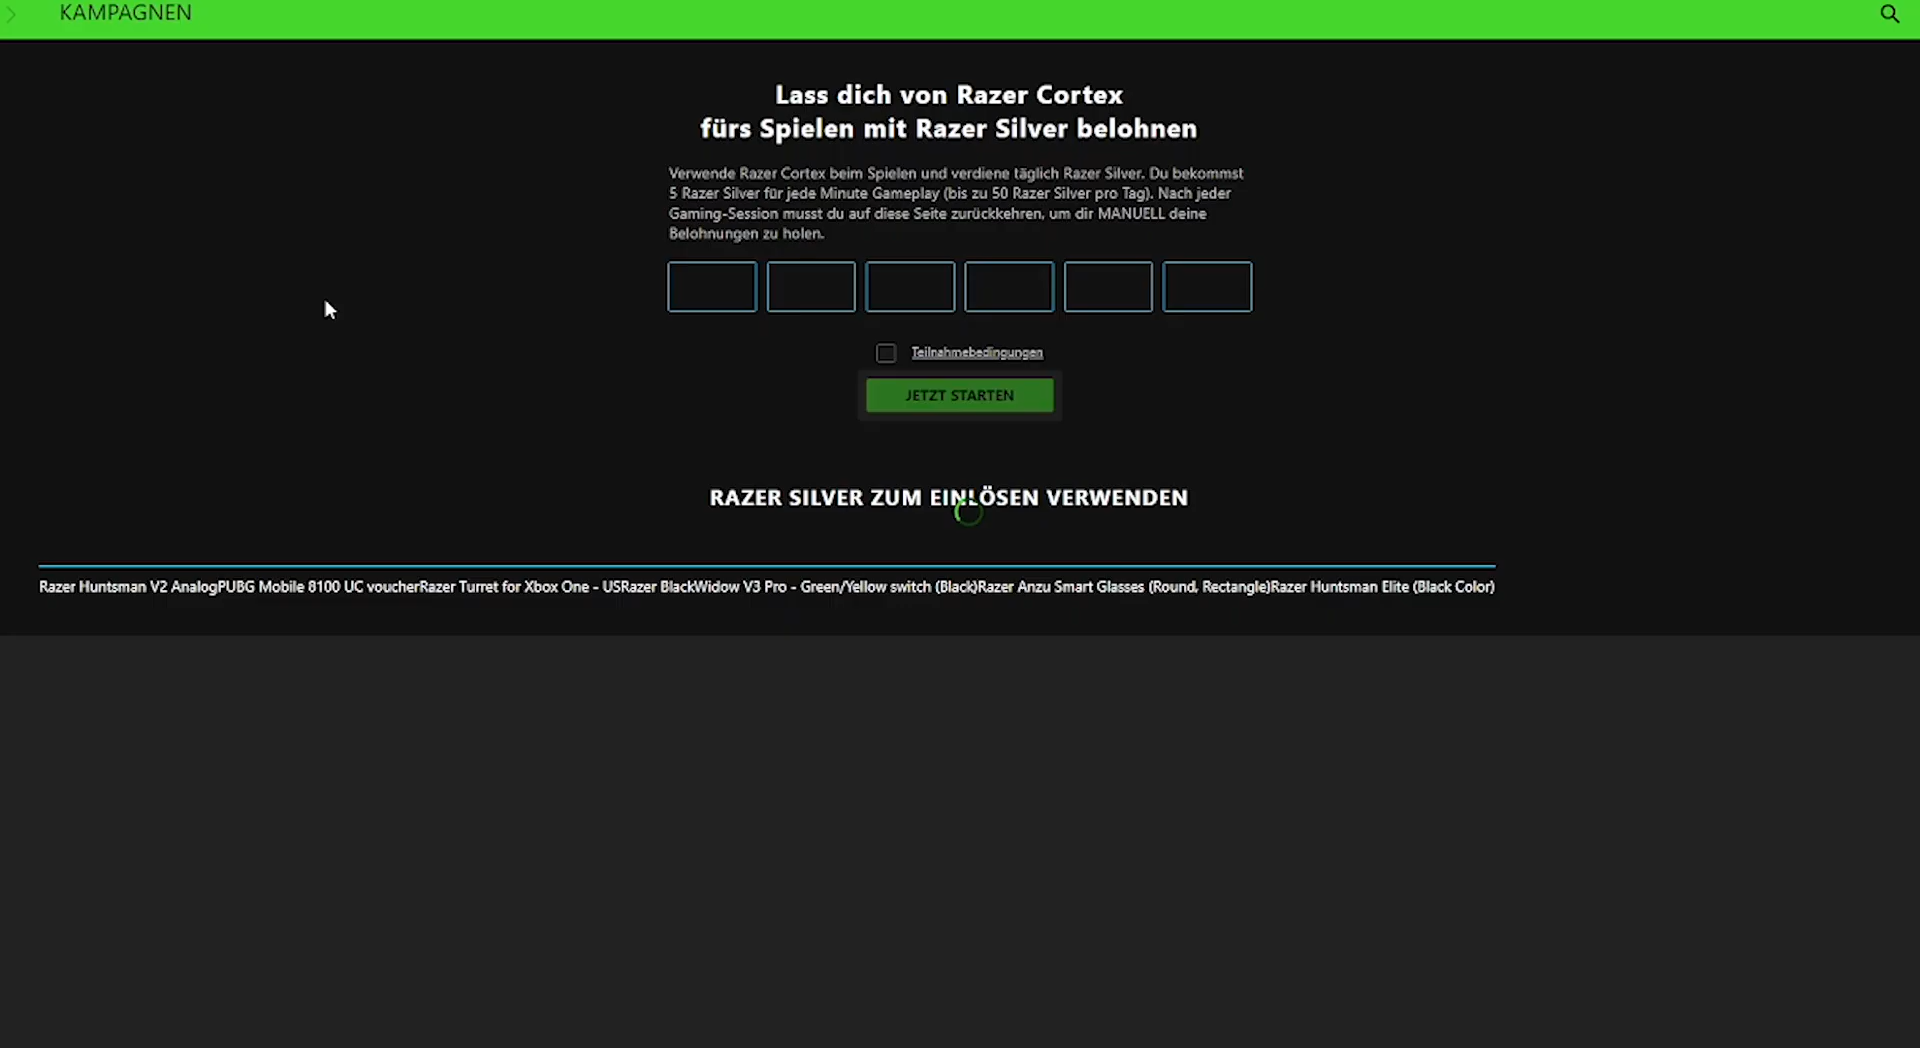 KAMPAGNEN
Lass dich von Razer Cortex
fürs Spielen mit Razer Silver belohnen
Verwende Razer Cortex beim Spielen und verdiene täglich Razer Silver. Du bekommst
5 Razer Silver für jede Minute Gameplay (bis zu 50 Razer Silver pro Tag). Nach jeder
Gaming-Session musst du auf diese Seite zurückkehren, um dir MANUELL deine
Belohnungen zu holen.
Teilnahmebedingungen
JETZT STARTEN
RAZER SILVER ZUM EINLÖSEN VERWENDEN
Razer Huntsman V2 AnalogPUBG Mobile 8100 UC voucherRazer Turret for Xbox One - USRazer BlackWidow V3 Pro - Green/Yellow switch (Black)Razer Anzu Smart Glasses (Round, Rectangle)Razer Huntsman Elite (Black Color)